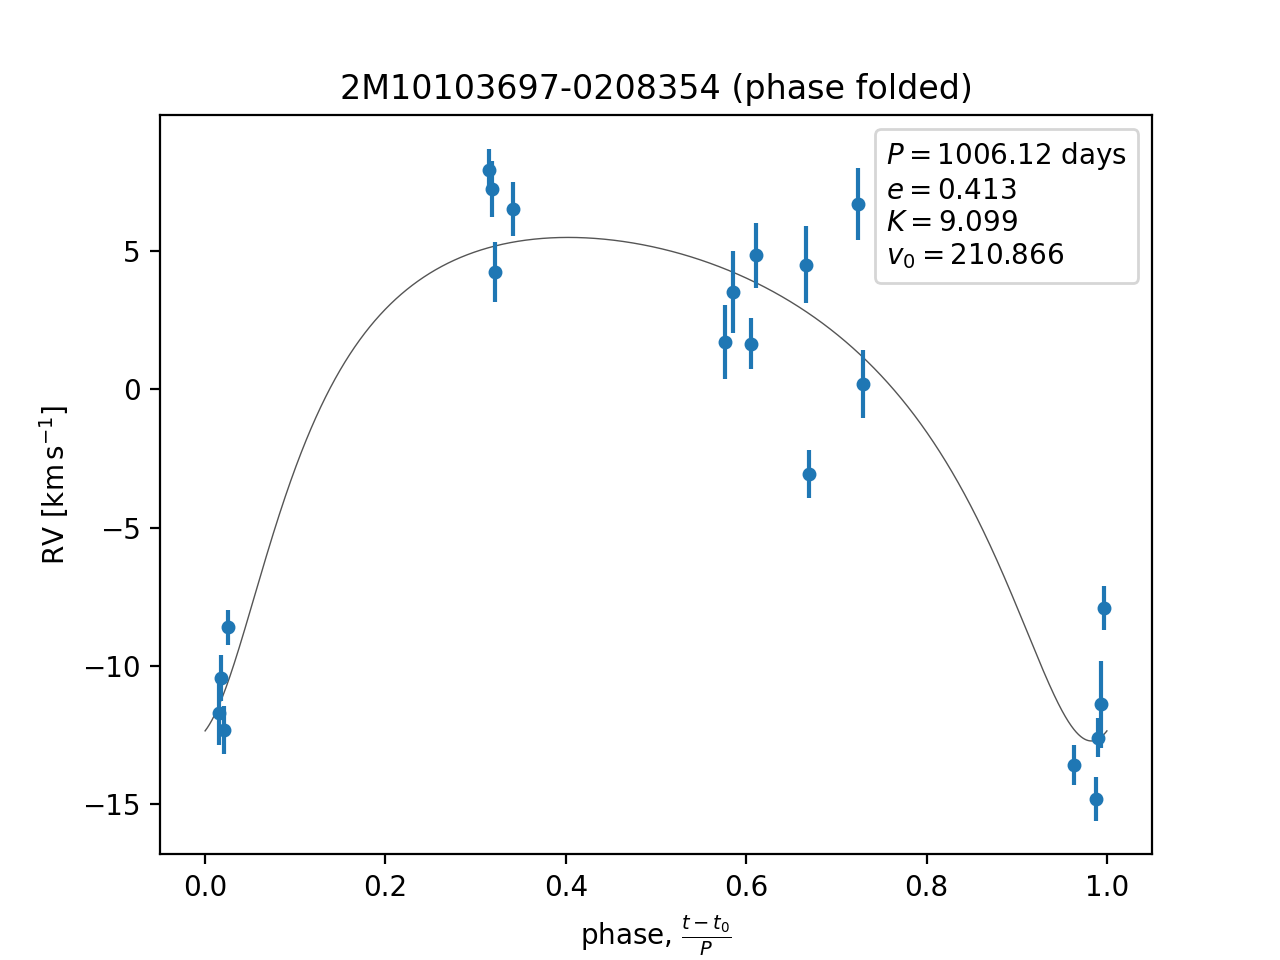 2M10103697-0208354 (phase folded)
P = 1006.12 days
e = 0.413
K = 9.099
v₀ = 210.866
5
0
−5
−10
−15
RV [km s⁻¹]
0.0 0.2 0.4 0.6 0.8 1.0
phase, (t − t₀)/P